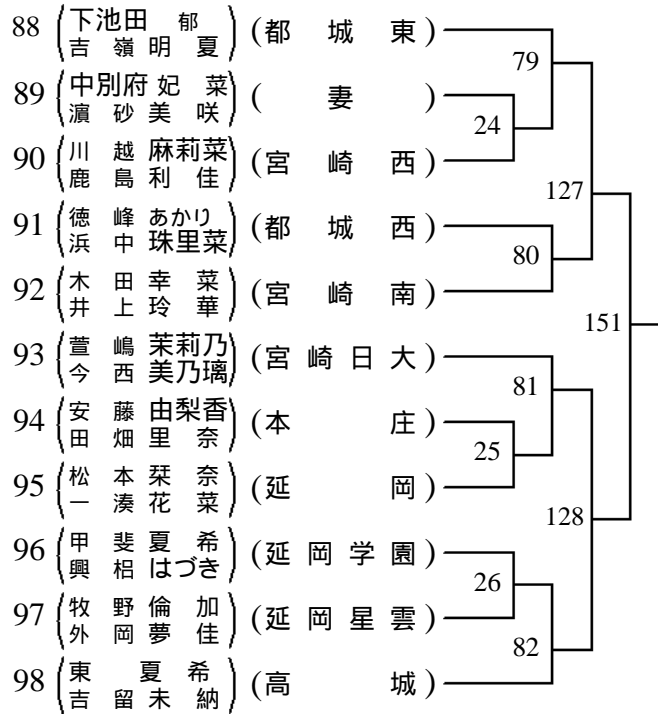 88 下池田 郁 (都城東)
吉嶺明夏
79
89 中別府妃菜 (妻)
濵砂美咲
24
90 川越麻莉菜 (宮崎西)
鹿島利佳
127
91 徳峰あかり (都城西)
浜中珠里菜
80
92 木田幸菜 (宮崎南)
井上玲華
151
93 萱嶋茉莉乃 (宮崎日大)
今西美乃璃
81
94 安藤由梨香 (本庄)
田畑里奈
25
95 松本栞奈 (延岡)
一湊花菜
128
96 甲斐夏希 (延岡学園)
興梠はづき
26
97 牧野倫加 (延岡星雲)
外岡夢佳
82
98 東夏希 (高城)
吉留未納